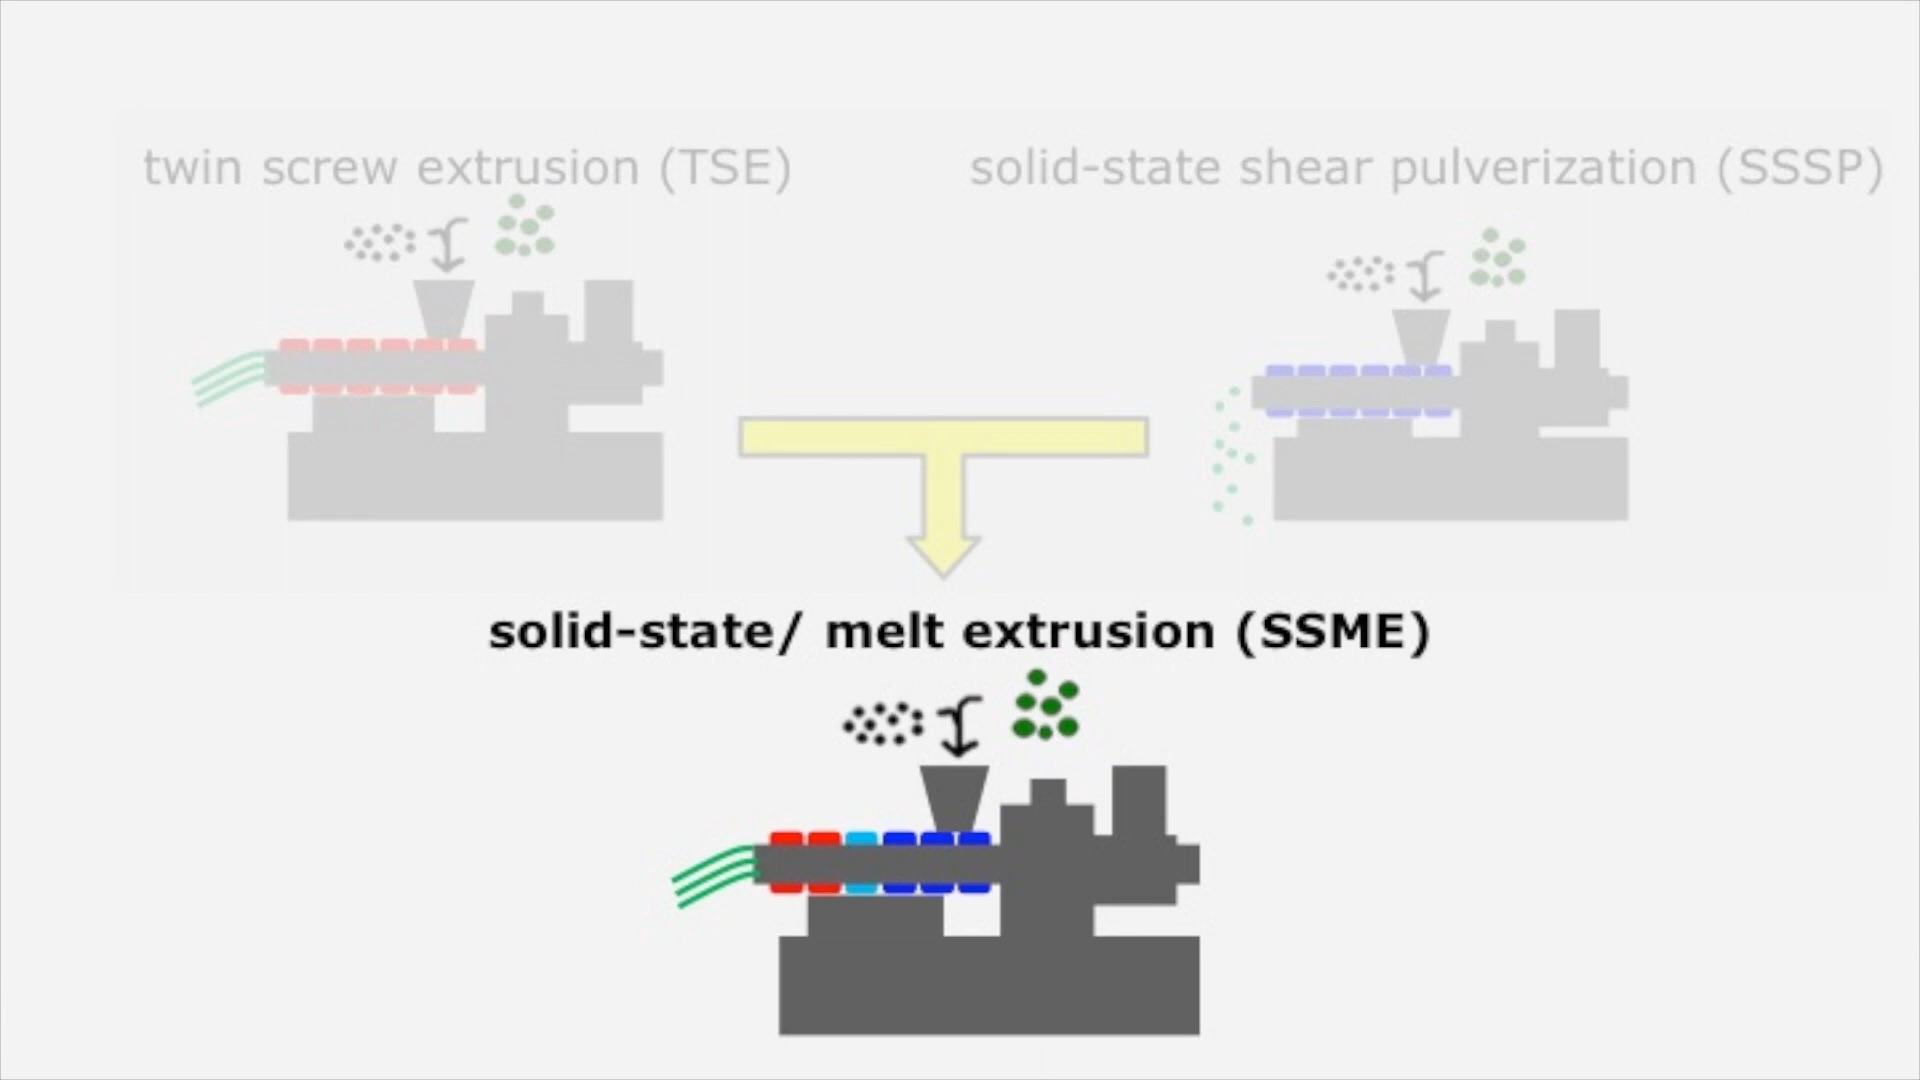 twin screw extrusion (TSE)
solid-state shear pulverization (SSSP)
solid-state/ melt extrusion (SSME)